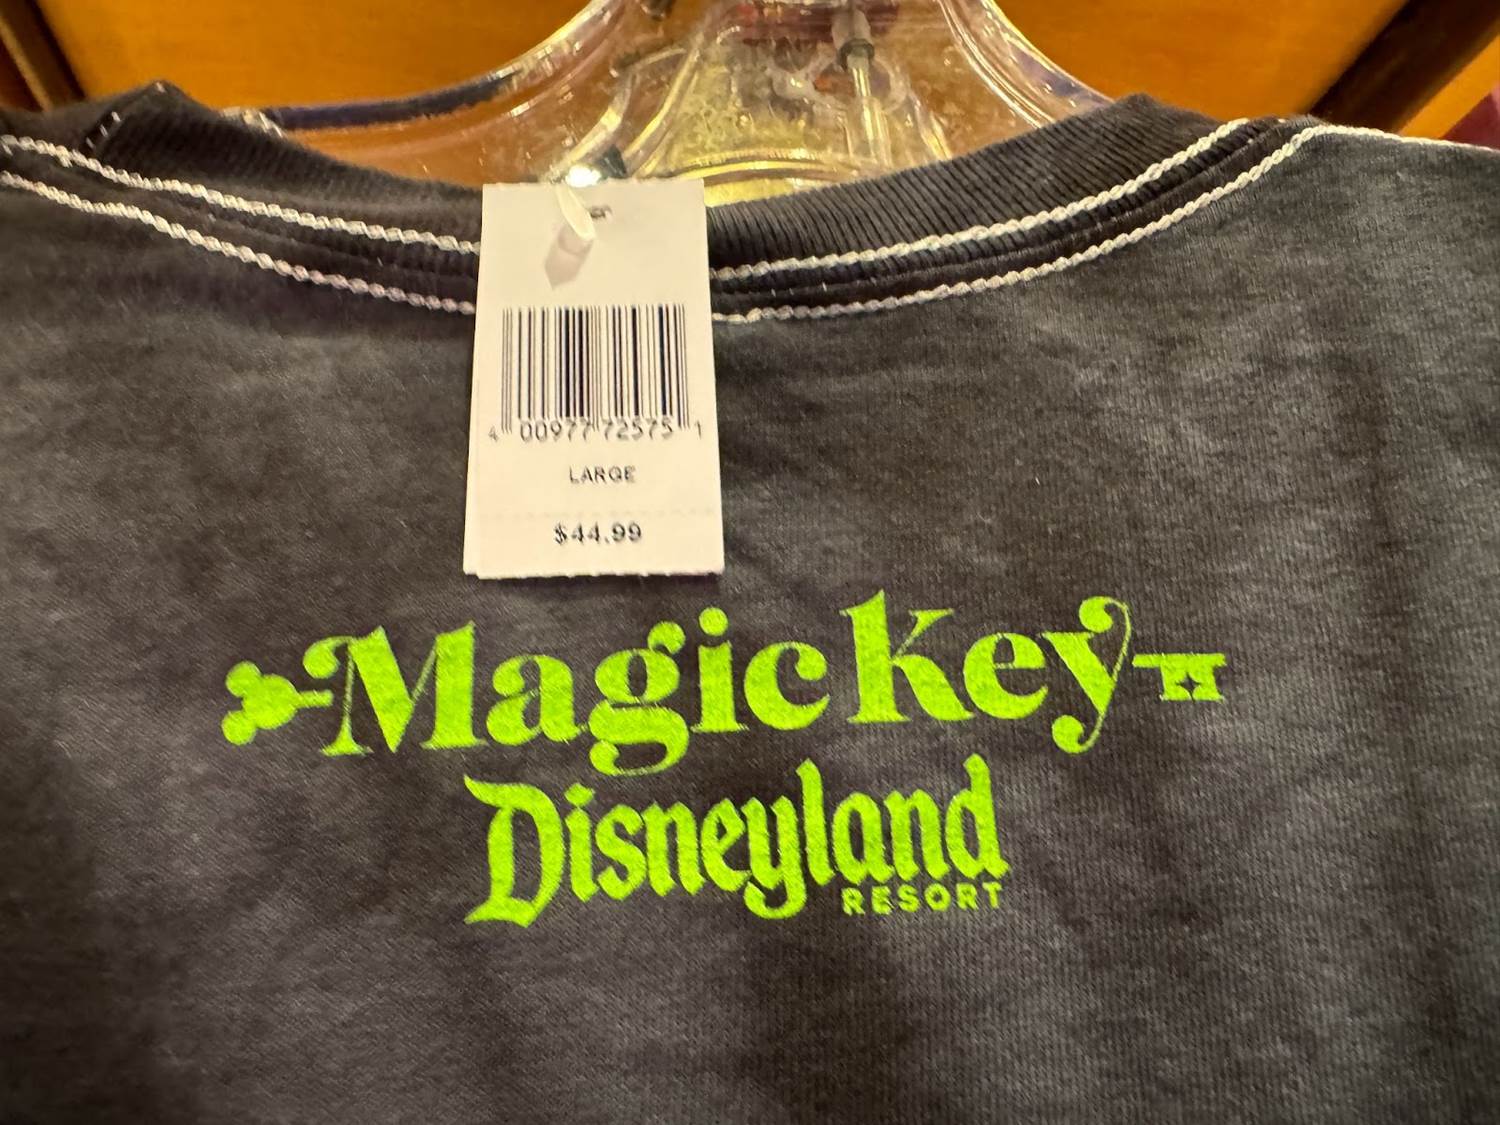 4 00977 72575 1
LARGE
$44.99
Magic Key
Disneyland
RESORT